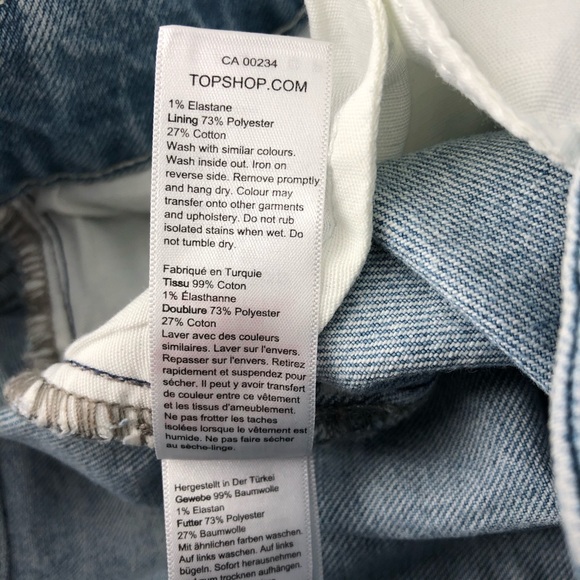 CA 00234
TOPSHOP.COM
1% Elastane
Lining 73% Polyester
27% Cotton
Wash with similar colours.
Wash inside out. Iron on
reverse side. Remove promptly
and hang dry. Colour may
transfer onto other garments
and upholstery. Do not rub
isolated stains when wet. Do
not tumble dry.
Fabriqué en Turquie
Tissu 99% Coton
1% Élasthanne
Doublure 73% Polyester
27% Coton
Laver avec des couleurs
similaires. Laver sur l'envers.
Repasser sur l'envers. Retirez
rapidement et suspendez pour
sécher. Il peut y avoir transfert
de couleur entre ce vêtement
et les tissus d'ameublement.
Ne pas frotter les taches
isolées lorsque le vêtement est
humide. Ne pas faire sécher
au sèche-linge.
Hergestellt in Der Türkei
Gewebe 99% Baumwolle
1% Elastan
Futter 73% Polyester
27% Baumwolle
Mit ähnlichen farben waschen.
Auf links waschen. Auf links
bügeln. Sofort herausnehmen
trocknen aufhängen.